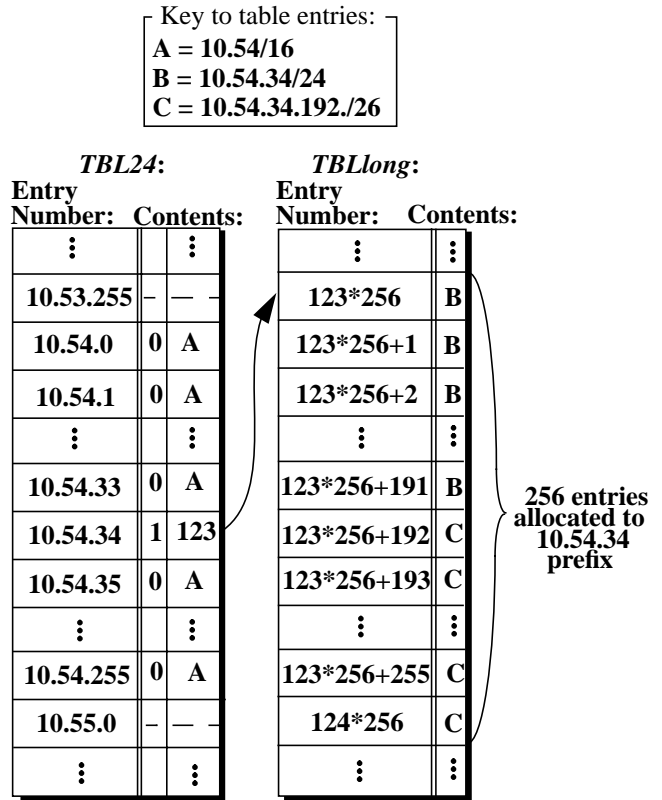 Key to table entries:
A = 10.54/16
B = 10.54.34/24
C = 10.54.34.192./26
TBL24:
Entry
Number: Contents:
⋮ ⋮
10.53.255 – — –
10.54.0 0 A
10.54.1 0 A
⋮ ⋮
10.54.33 0 A
10.54.34 1 123
10.54.35 0 A
⋮ ⋮
10.54.255 0 A
10.55.0 – — –
⋮ ⋮
TBLlong:
Entry
Number: Contents:
⋮ ⋮
123*256 B
123*256+1 B
123*256+2 B
⋮ ⋮
123*256+191 B
123*256+192 C
123*256+193 C
⋮ ⋮
123*256+255 C
124*256 C
⋮ ⋮
256 entries
allocated to
10.54.34
prefix